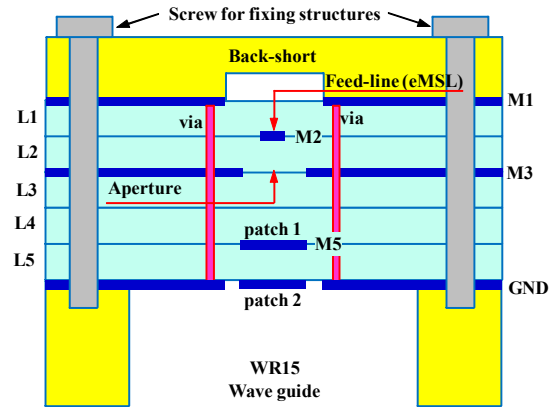 Screw for fixing structures
Back-short
Feed-line (eMSL)
M1
L1
via
via
M2
L2
M3
L3
Aperture
L4
patch 1
M5
L5
GND
patch 2
WR15
Wave guide